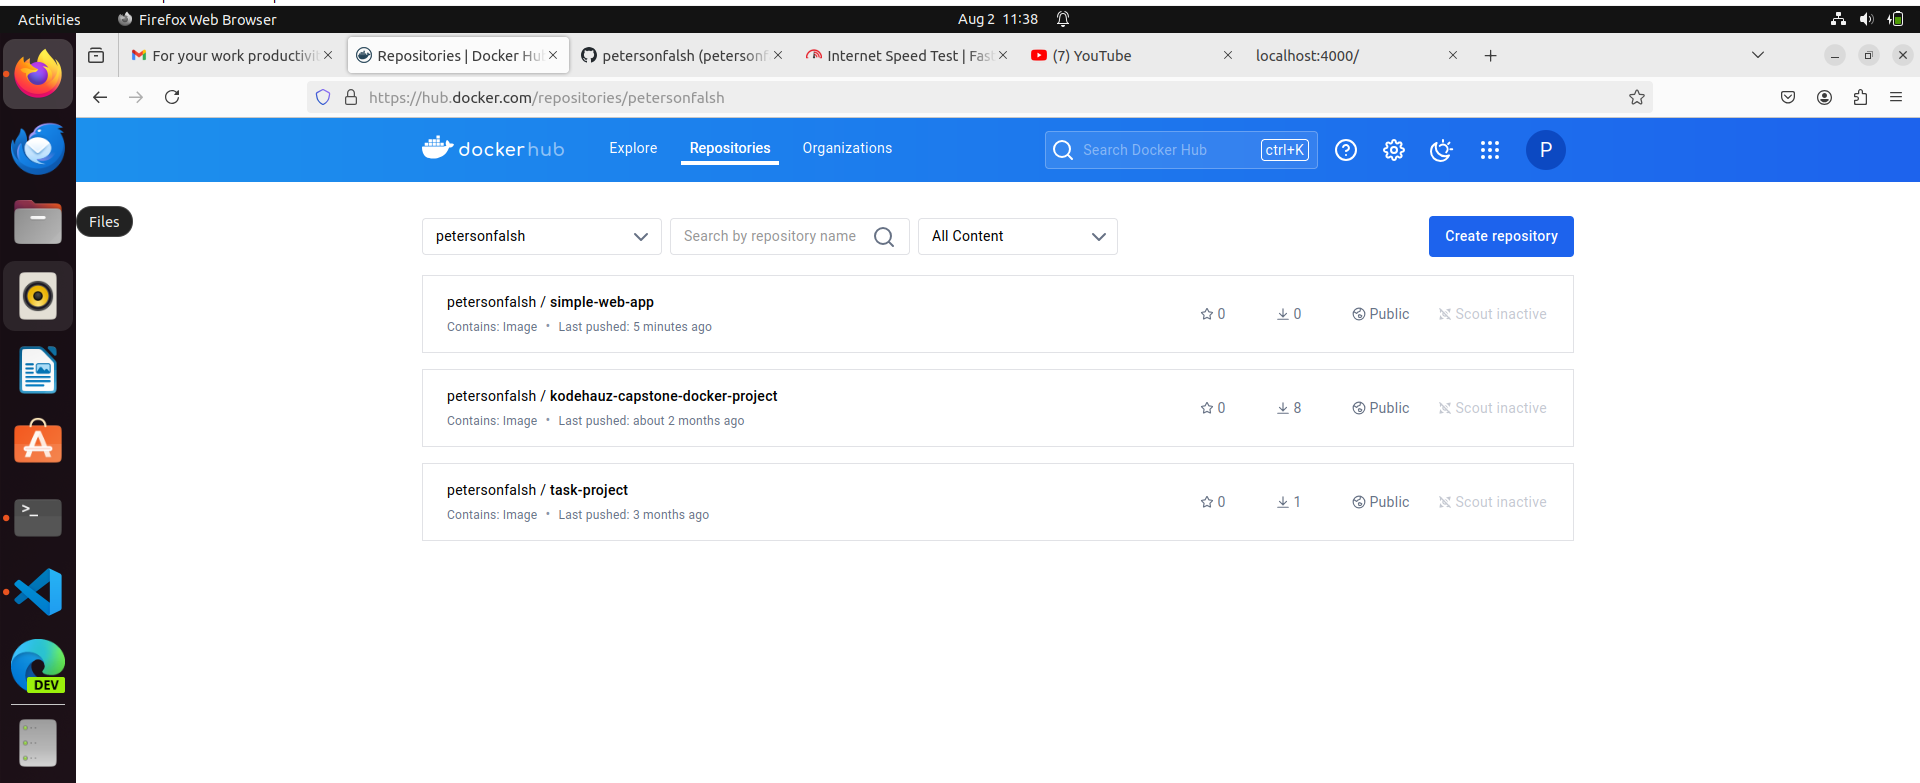 Activities
Firefox Web Browser
Aug 2 11:38
For your work productivi
Repositories | Docker Hu
petersonfalsh (petersonf
Internet Speed Test | Fas
(7) YouTube
localhost:4000/
https://hub.docker.com/repositories/petersonfalsh
docker hub
Explore
Repositories
Organizations
Search Docker Hub
ctrl+K
P
Files
petersonfalsh
Search by repository name
All Content
Create repository
petersonfalsh / simple-web-app
Contains: Image • Last pushed: 5 minutes ago
0
0
Public
Scout inactive
petersonfalsh / kodehauz-capstone-docker-project
Contains: Image • Last pushed: about 2 months ago
0
8
Public
Scout inactive
petersonfalsh / task-project
Contains: Image • Last pushed: 3 months ago
0
1
Public
Scout inactive
>_
DEV